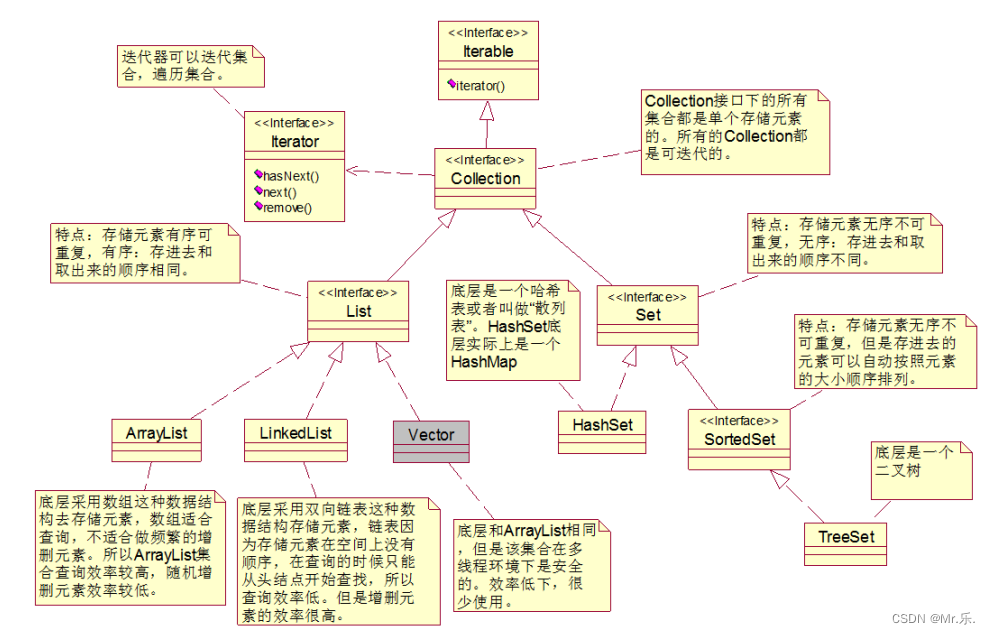 <<Interface>>
Iterable
iterator()
迭代器可以迭代集
合，遍历集合。
<<Interface>>
Iterator
hasNext()
next()
remove()
Collection接口下的所有
集合都是单个存储元素
的。所有的Collection都
是可迭代的。
<<Interface>>
Collection
特点：存储元素有序可
重复，有序：存进去和
取出来的顺序相同。
特点：存储元素无序不可
重复，无序：存进去和取
出来的顺序不同。
<<Interface>>
List
底层是一个哈希
表或者叫做“散列
表”。HashSet底
层实际上是一个
HashMap
<<Interface>>
Set
特点：存储元素无序不
可重复，但是存进去的
元素可以自动按照元素
的大小顺序排列。
ArrayList
LinkedList
Vector
HashSet
<<Interface>>
SortedSet
底层是一个
二叉树
底层采用数组这种数据结
构去存储元素，数组适合
查询，不适合做频繁的增
删元素。所以ArrayList集
合查询效率较高，随机增
删元素效率较低。
底层采用双向链表这种数
据结构存储元素，链表因
为存储元素在空间上没有
顺序，在查询的时候只能
从头结点开始查找，所以
查询效率低。但是增删元
素的效率很高。
底层和ArrayList相同
，但是该集合在多
线程环境下是安全
的。效率低下，很
少使用。
TreeSet
CSDN @Mr.乐.